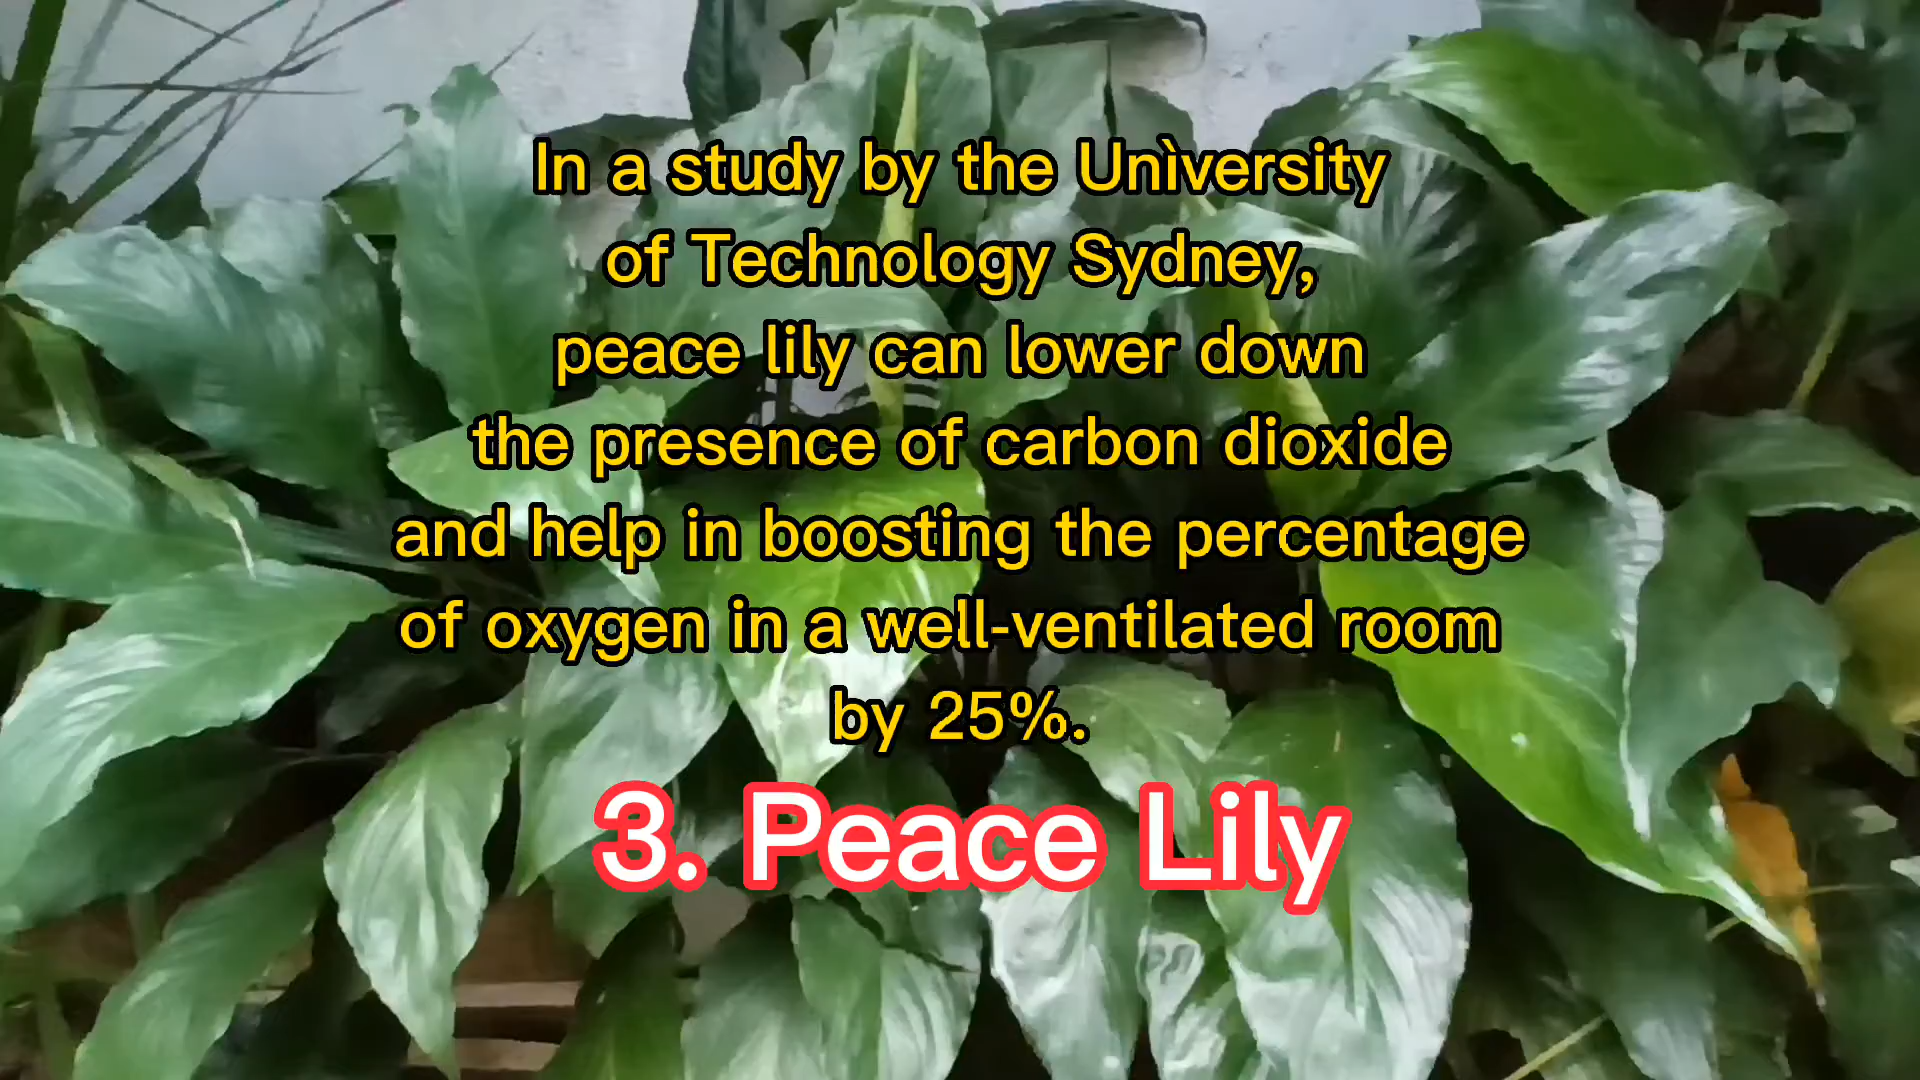 In a study by the Unìversity
of Technology Sydney,
peace lily can lower down
the presence of carbon dioxide
and help in boosting the percentage
of oxygen in a well-ventilated room
by 25%.
3. Peace Lily